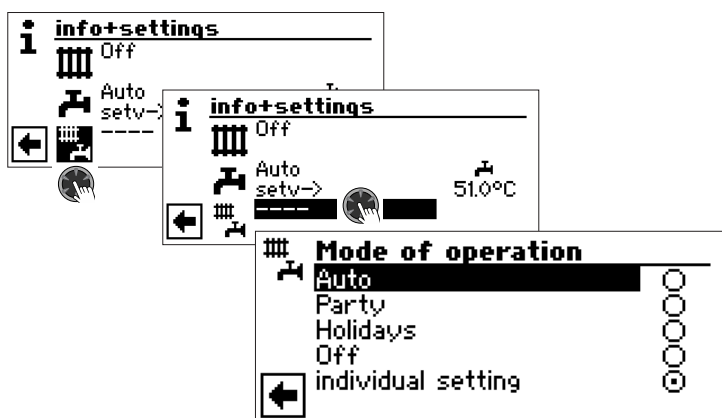 info+settings
Off
Auto
setv->
----
info+settings
Off
Auto
setv-> 51.0°C
----
Mode of operation
Auto
Party
Holidays
Off
individual setting